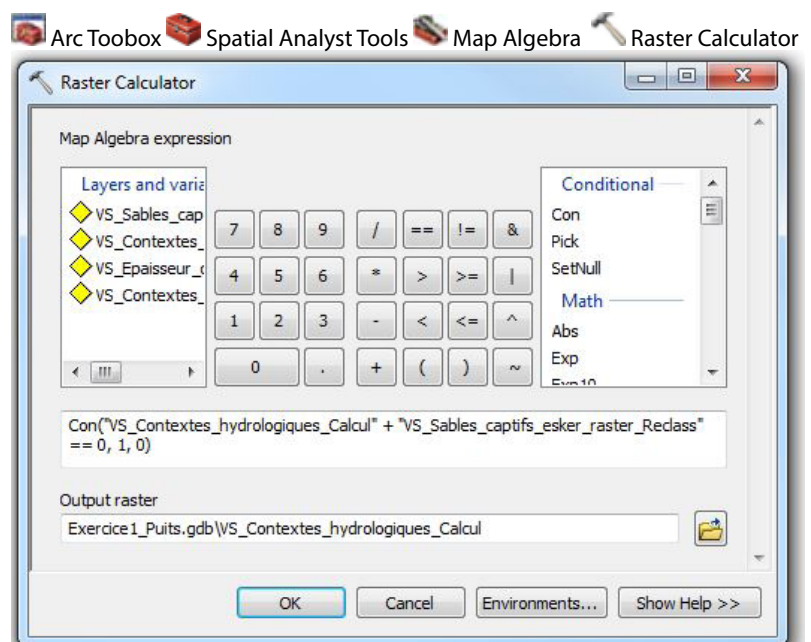 Arc Toobox Spatial Analyst Tools Map Algebra Raster Calculator
Raster Calculator
Map Algebra expression
Layers and varia
VS_Sables_cap
VS_Contextes_
VS_Epaisseur_
VS_Contextes_
7 8 9 / == != &
4 5 6 * > >= |
1 2 3 - < <= ^
0 . + ( ) ~
Conditional
Con
Pick
SetNull
Math
Abs
Exp
Exp10
Con("VS_Contextes_hydrologiques_Calcul" + "VS_Sables_captifs_esker_raster_Reclass"
== 0, 1, 0)
Output raster
Exercice1_Puits.gdb\VS_Contextes_hydrologiques_Calcul
OK Cancel Environments... Show Help >>